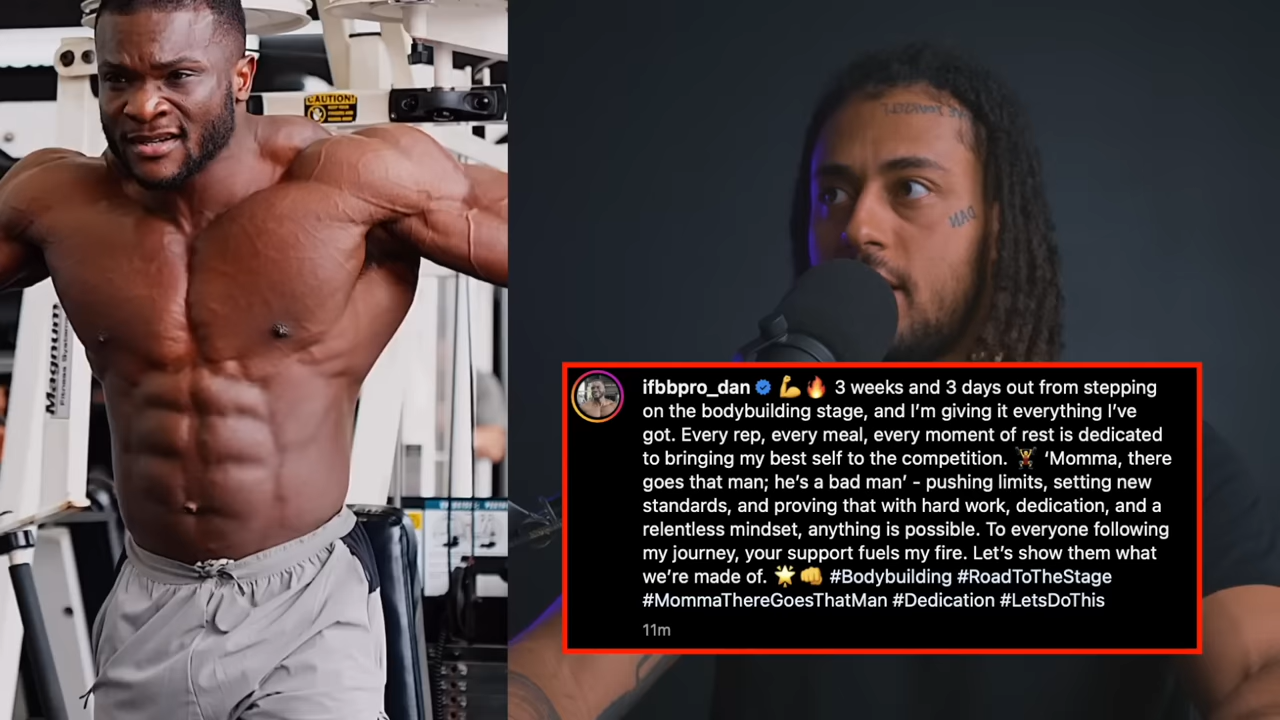 CAUTION!
Magnum
Fitness Systems
DAN
ifbbpro_dan 💪🔥 3 weeks and 3 days out from stepping
on the bodybuilding stage, and I’m giving it everything I’ve
got. Every rep, every meal, every moment of rest is dedicated
to bringing my best self to the competition. 🏋🏾 ‘Momma, there
goes that man; he’s a bad man’ - pushing limits, setting new
standards, and proving that with hard work, dedication, and a
relentless mindset, anything is possible. To everyone following
my journey, your support fuels my fire. Let’s show them what
we’re made of. 🌟👊 #Bodybuilding #RoadToTheStage
#MommaThereGoesThatMan #Dedication #LetsDoThis
11m